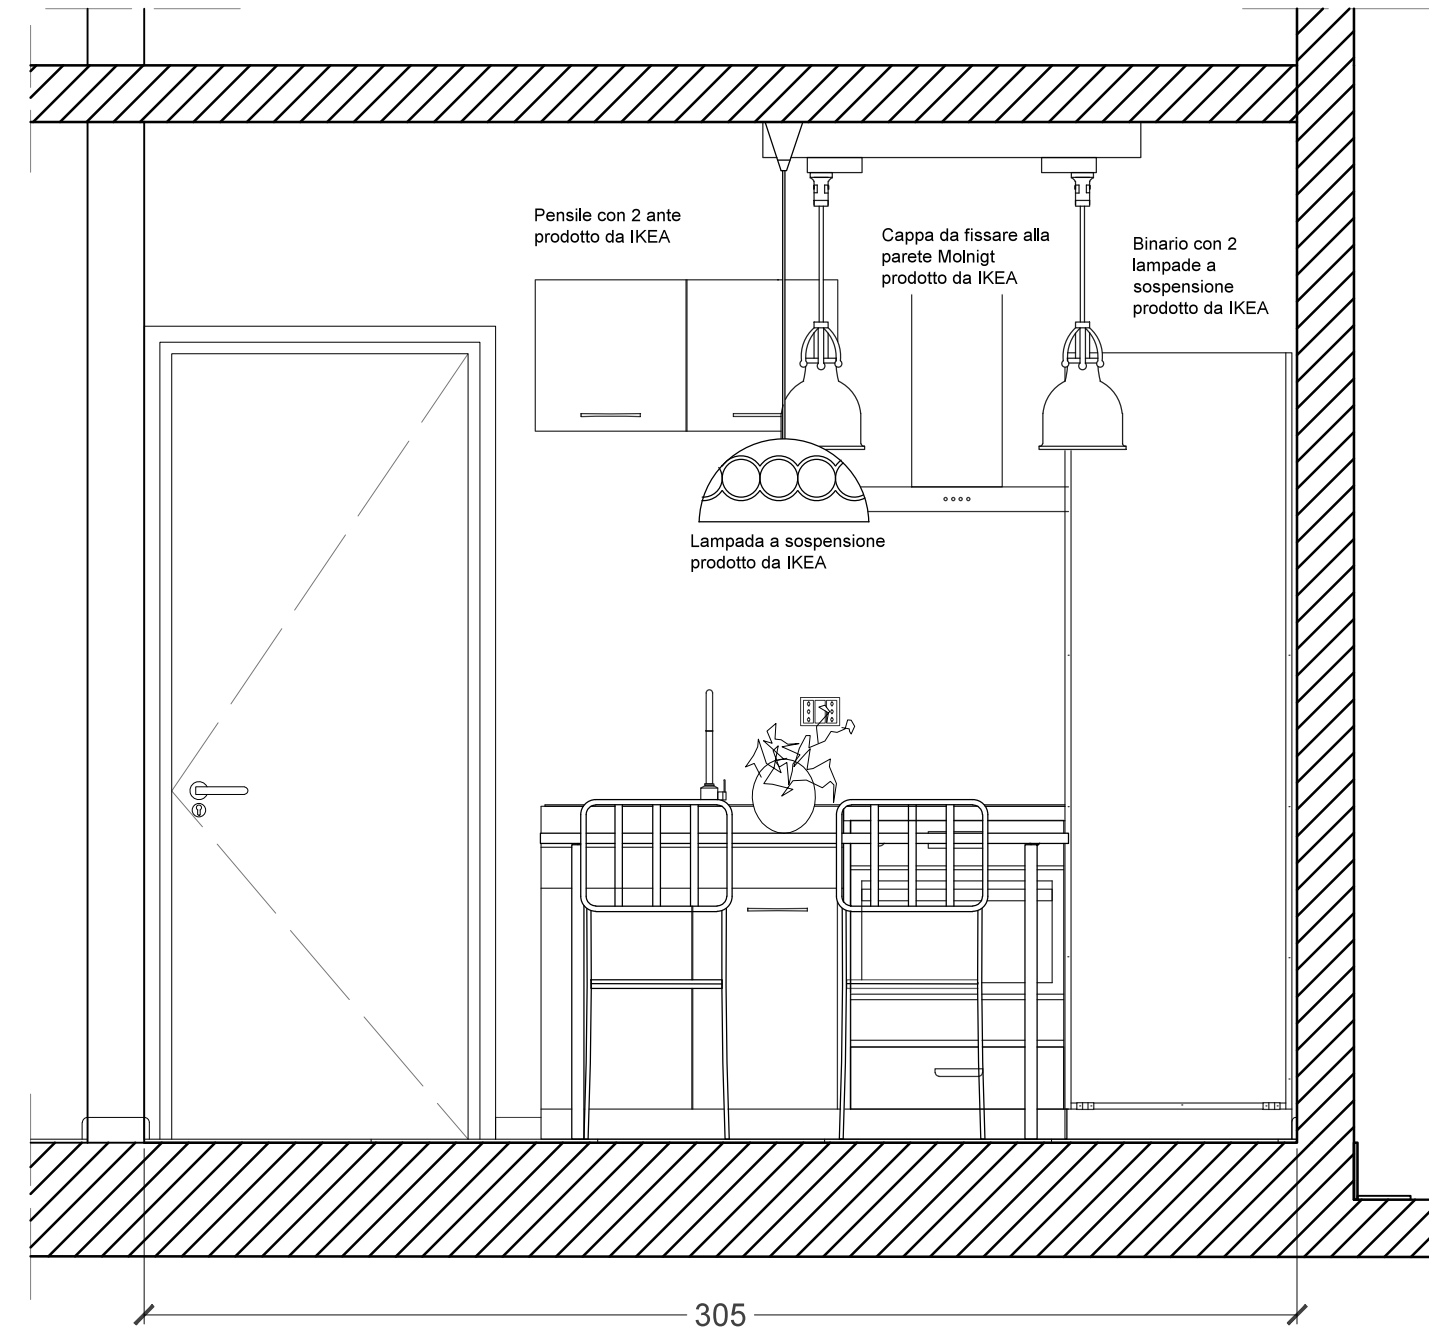 Pensile con 2 ante
prodotto da IKEA
Cappa da fissare alla
parete Molnigt
prodotto da IKEA
Binario con 2
lampade a
sospensione
prodotto da IKEA
Lampada a sospensione
prodotto da IKEA
305